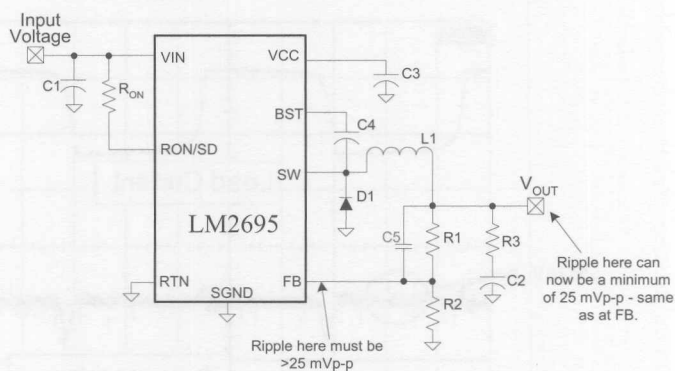 Input
Voltage
VIN
VCC
C3
C1
RON
BST
C4
L1
RON/SD
SW
VOUT
D1
LM2695
C5
R1
R3
Ripple here can
now be a minimum
of 25 mVp-p - same
as at FB.
C2
RTN
FB
SGND
R2
Ripple here must be
>25 mVp-p